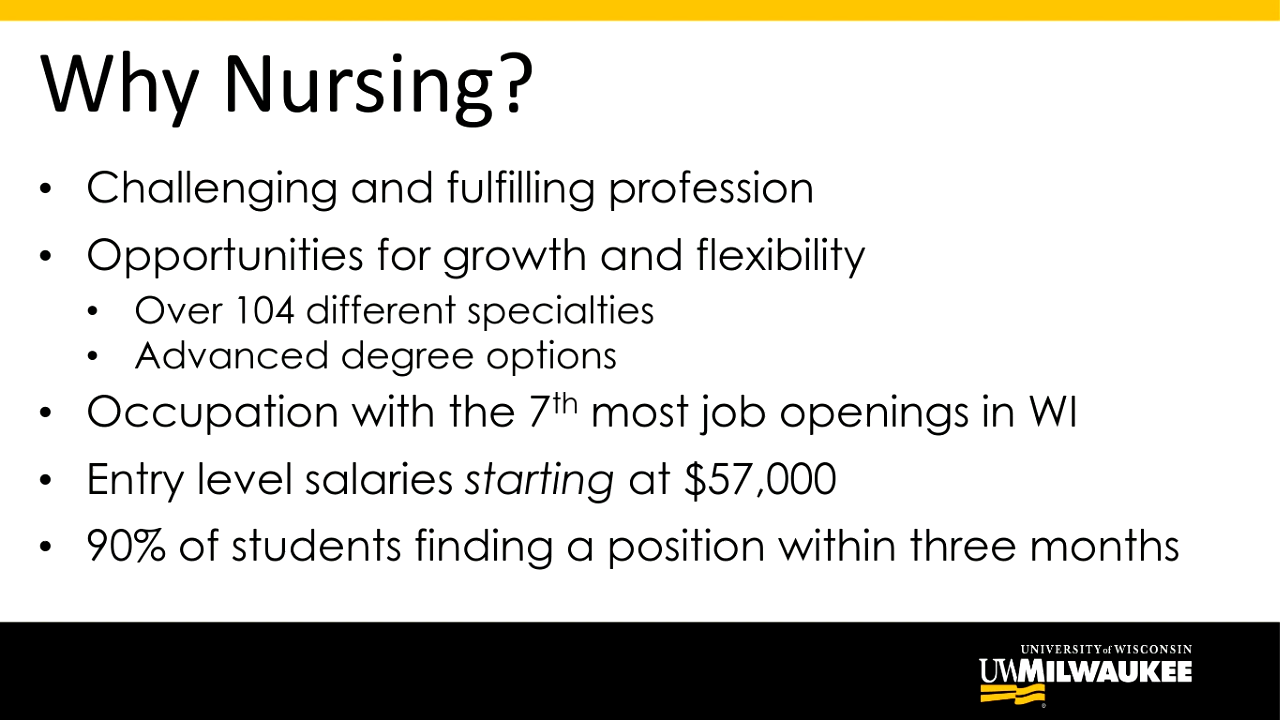 Why Nursing?
• Challenging and fulfilling profession
• Opportunities for growth and flexibility
• Over 104 different specialties
• Advanced degree options
• Occupation with the 7th most job openings in WI
• Entry level salaries starting at $57,000
• 90% of students finding a position within three months
UNIVERSITY of WISCONSIN
UWMILWAUKEE
®